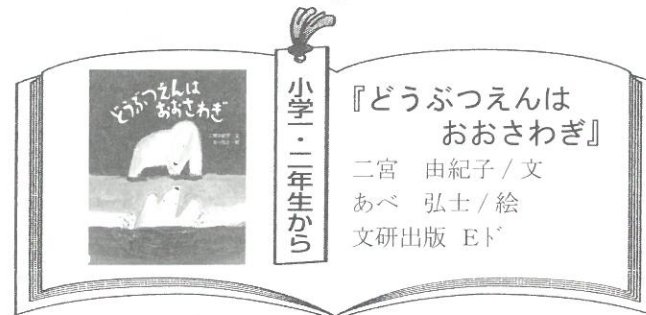 どうぶつえんは
おおさわぎ
小学一・二年生から
『どうぶつえんは
おおさわぎ』
二宮 由紀子/文
あべ 弘士/絵
文研出版 Eﾄﾞ